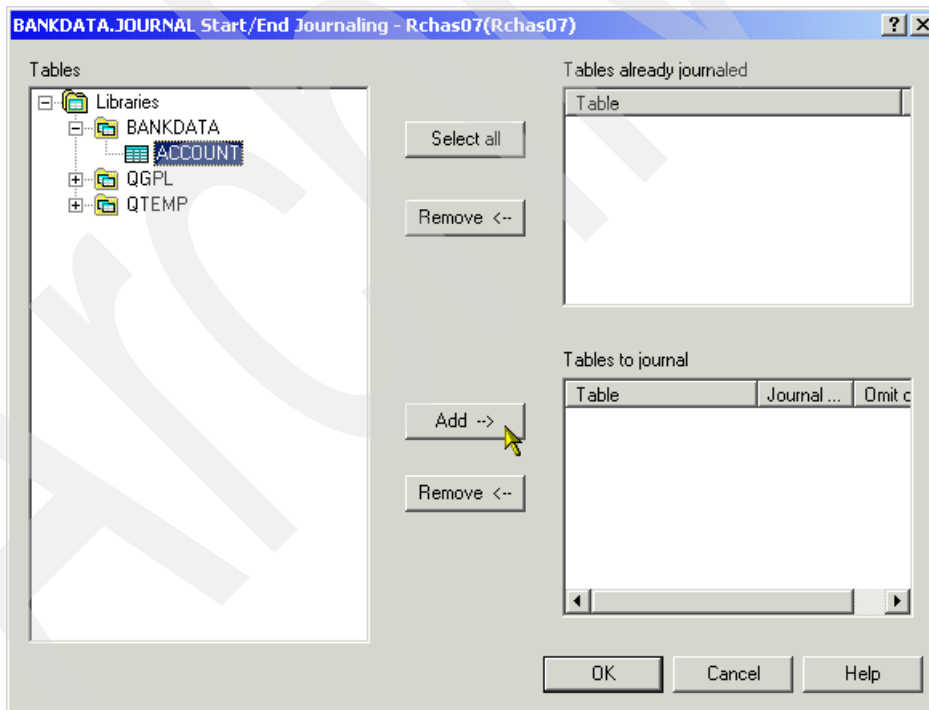 BANKDATA.JOURNAL Start/End Journaling - Rchas07(Rchas07)
Tables
Libraries
BANKDATA
ACCOUNT
QGPL
QTEMP
Select all
Remove <--
Tables already journaled
Table
Add -->
Remove <--
Tables to journal
Table Journal ... Omit c
OK Cancel Help